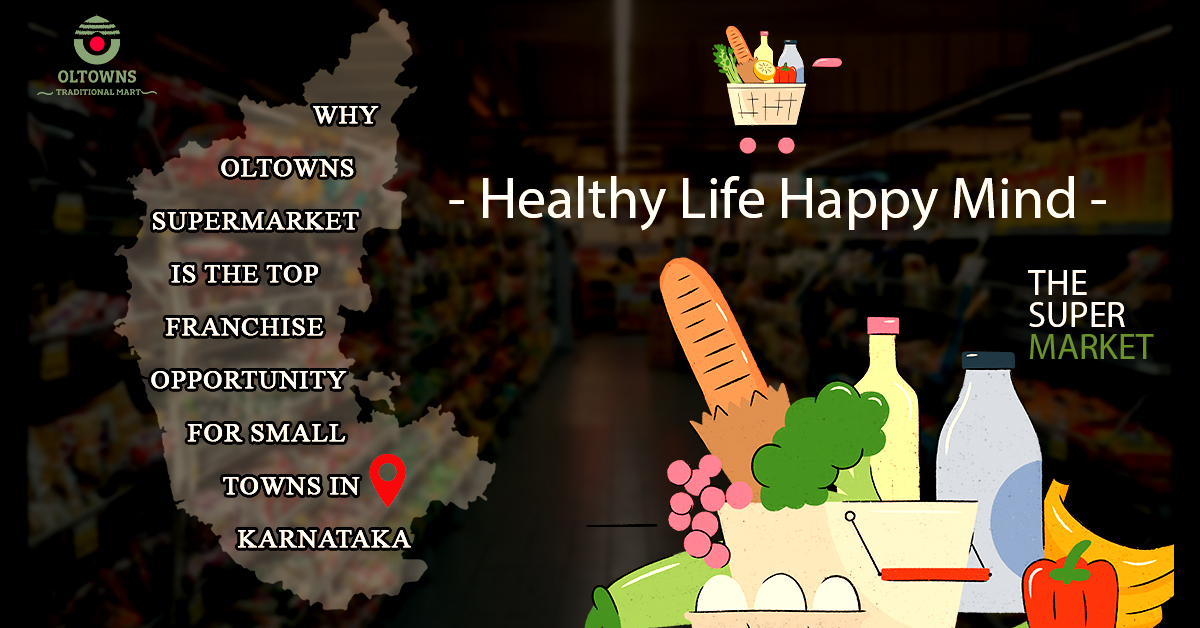 OLTOWNS
TRADITIONAL MART
WHY
OLTOWNS
SUPERMARKET
IS THE TOP
FRANCHISE
OPPORTUNITY
FOR SMALL
TOWNS IN
KARNATAKA
- Healthy Life Happy Mind -
THE
SUPER
MARKET